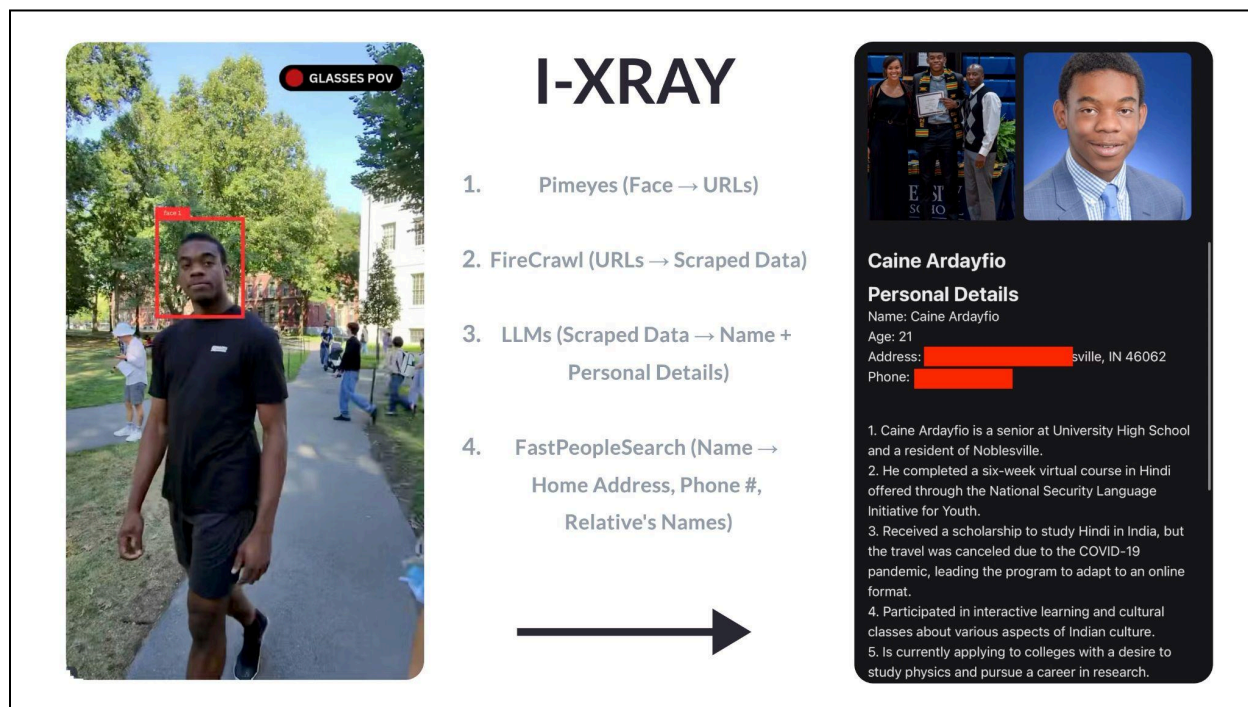 GLASSES POV
Face 1
I-XRAY
1. Pimeyes (Face → URLs)
2. FireCrawl (URLs → Scraped Data)
3. LLMs (Scraped Data → Name +
Personal Details)
4. FastPeopleSearch (Name →
Home Address, Phone #,
Relative's Names)
Caine Ardayfio
Personal Details
Name: Caine Ardayfio
Age: 21
Address: sville, IN 46062
Phone:
1. Caine Ardayfio is a senior at University High School
and a resident of Noblesville.
2. He completed a six-week virtual course in Hindi
offered through the National Security Language
Initiative for Youth.
3. Received a scholarship to study Hindi in India, but
the travel was canceled due to the COVID-19
pandemic, leading the program to adapt to an online
format.
4. Participated in interactive learning and cultural
classes about various aspects of Indian culture.
5. Is currently applying to colleges with a desire to
study physics and pursue a career in research.